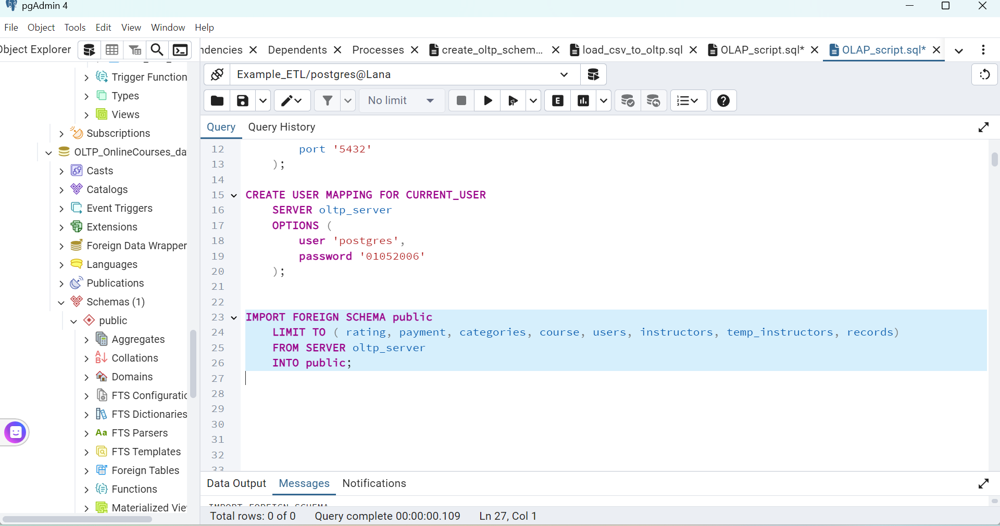 pgAdmin 4
File Object Tools Edit View Window Help
Object Explorer
ndencies
Dependents
Processes
create_oltp_schem...
load_csv_to_oltp.sql
OLAP_script.sql*
OLAP_script.sql*
Example_ETL/postgres@Lana
No limit
E
Query Query History
Trigger Function
Types
Views
Subscriptions
OLTP_OnlineCourses_da
Casts
Catalogs
Event Triggers
Extensions
Foreign Data Wrapper
Languages
Publications
Schemas (1)
public
Aggregates
Collations
Domains
FTS Configuratio
FTS Dictionaries
Aa FTS Parsers
FTS Templates
Foreign Tables
Functions
Materialized Vie
12 port '5432'
13 );
14
15 CREATE USER MAPPING FOR CURRENT_USER
16 SERVER oltp_server
17 OPTIONS (
18 user 'postgres',
19 password '01052006'
20 );
21
22
23 IMPORT FOREIGN SCHEMA public
24 LIMIT TO ( rating, payment, categories, course, users, instructors, temp_instructors, records)
25 FROM SERVER oltp_server
26 INTO public;
27
28
29
30
31
32
33
Data Output Messages Notifications
IMPORT FOREIGN SCHEMA
Total rows: 0 of 0 Query complete 00:00:00.109 Ln 27, Col 1